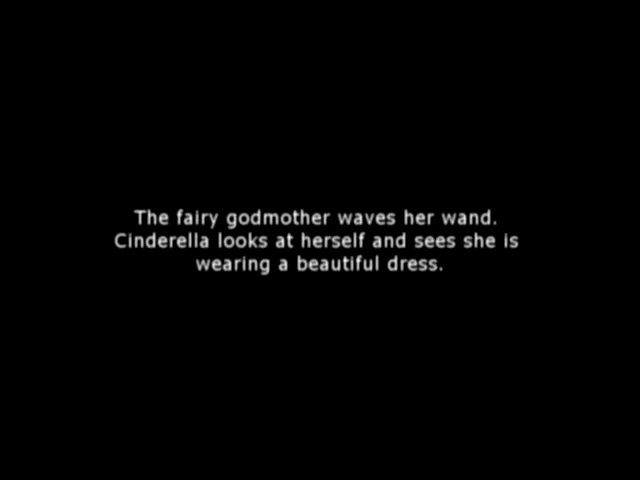 The fairy godmother waves her wand.
Cinderella looks at herself and sees she is
wearing a beautiful dress.